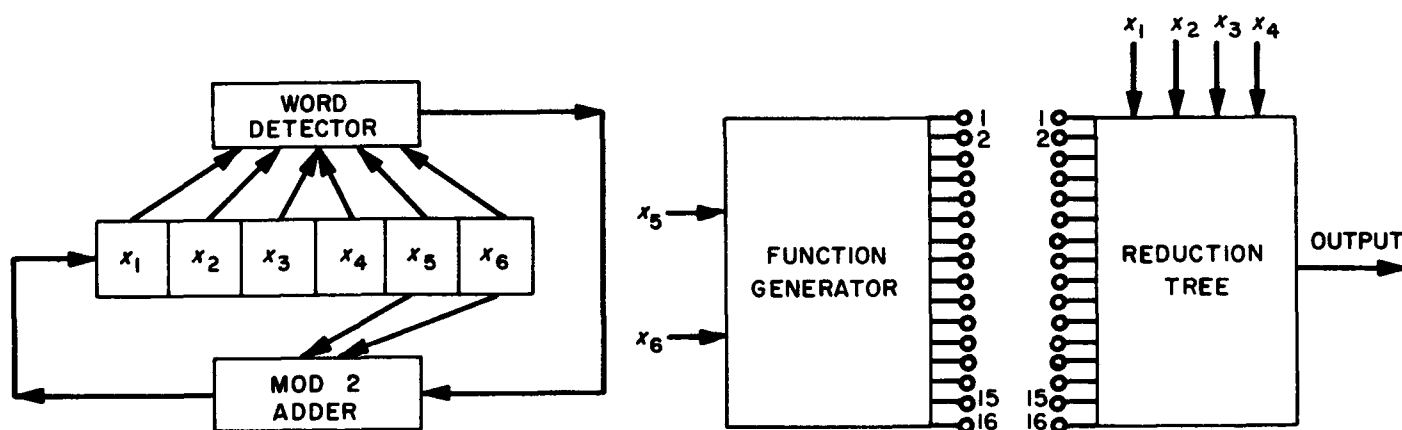 WORD
DETECTOR
x1 x2 x3 x4 x5 x6
MOD 2
ADDER
x5
x6
FUNCTION
GENERATOR
1
2
15
16
x1 x2 x3 x4
1
2
15
16
REDUCTION
TREE
OUTPUT